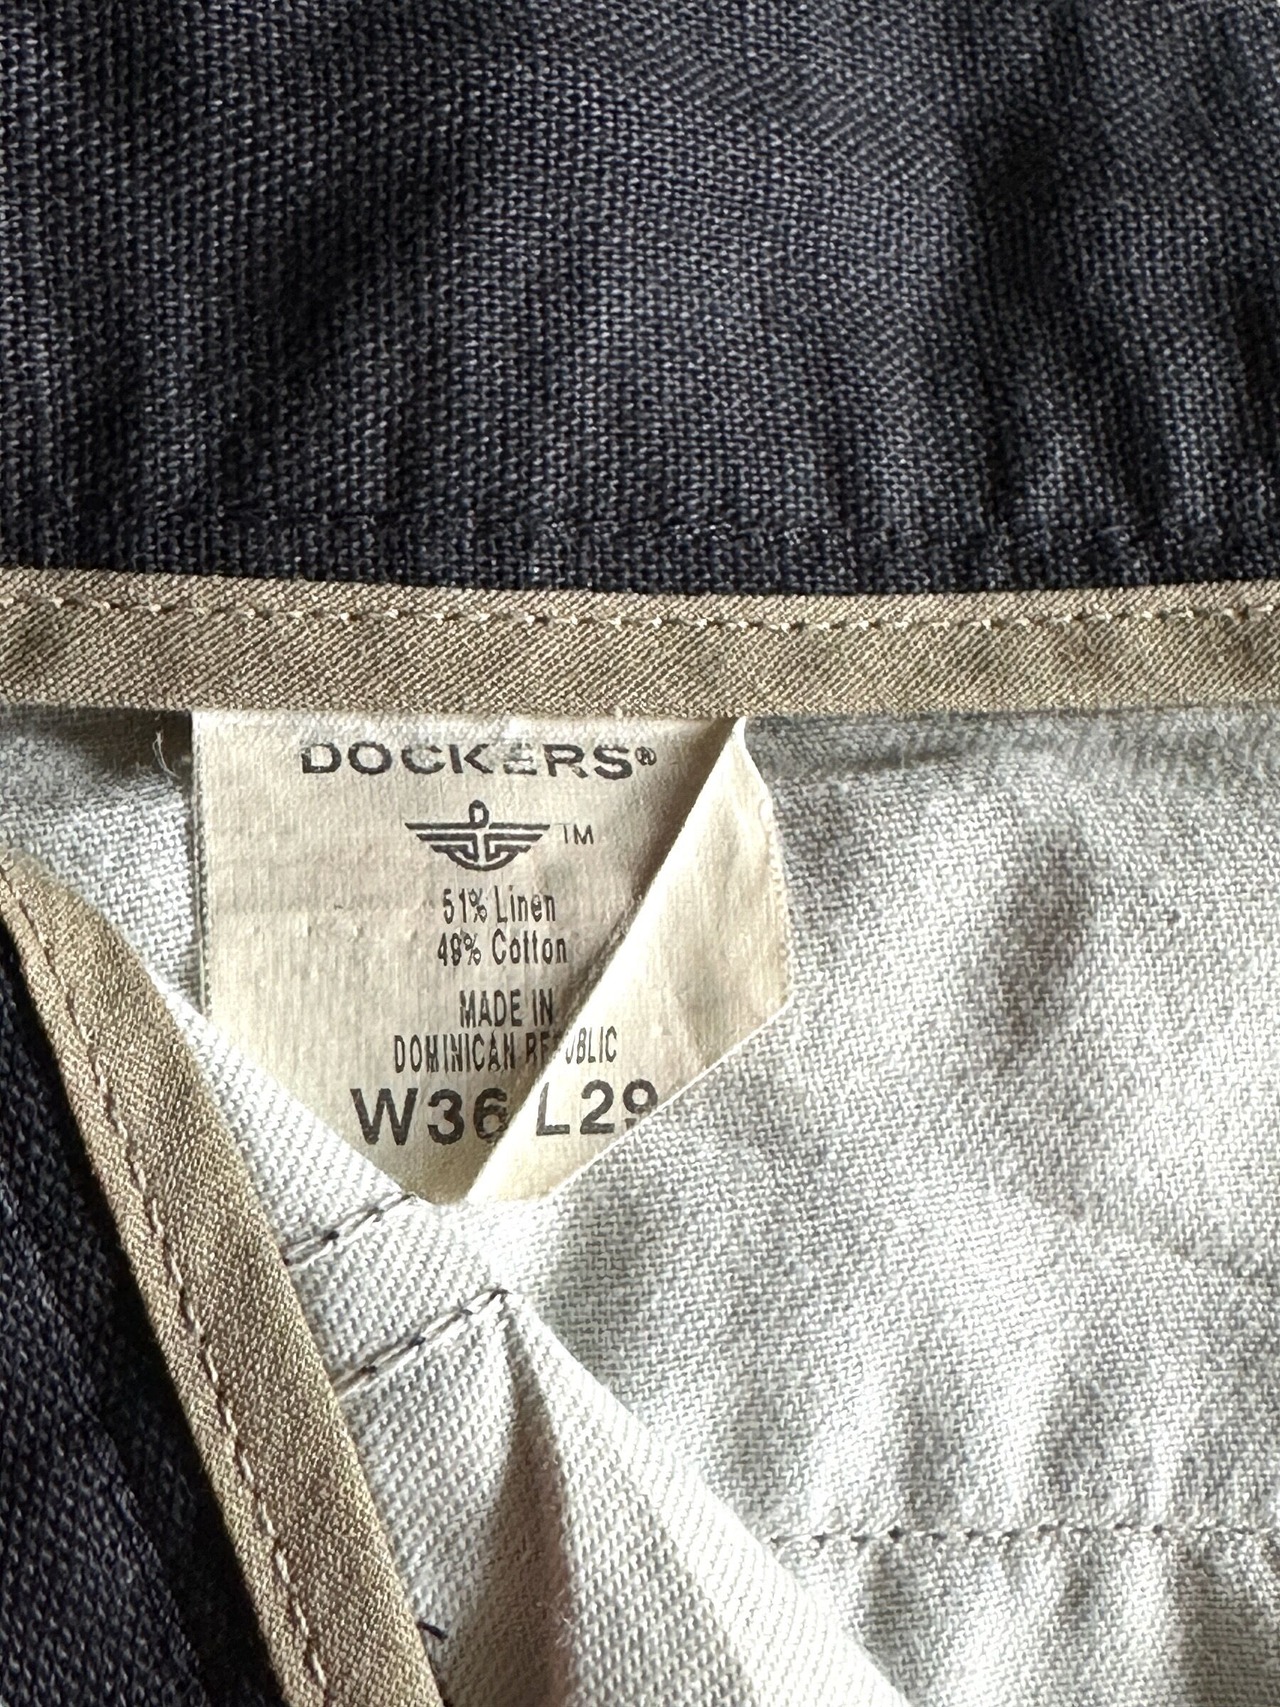 DOCKERS®
TM
51% Linen
49% Cotton
MADE IN
DOMINICAN REPUBLIC
W36 L29